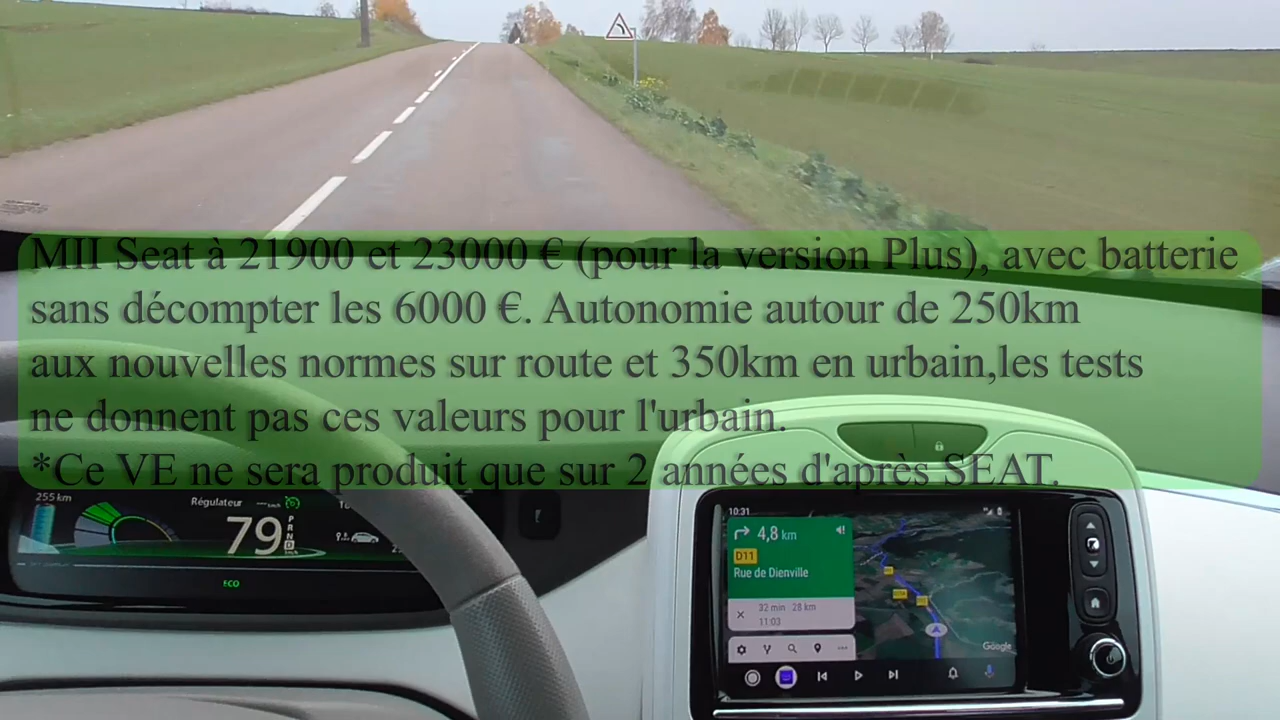 MII Seat à 21900 et 23000 € (pour la version Plus), avec batterie
sans décompter les 6000 €. Autonomie autour de 250km
aux nouvelles normes sur route et 350km en urbain,les tests
ne donnent pas ces valeurs pour l'urbain.
*Ce VE ne sera produit que sur 2 années d'après SEAT.
255 km
Régulateur
79
P
R
N
D
km/h
ECO
10:31
4,8 km
D11
Rue de Dienville
32 min 28 km
11:03
Google